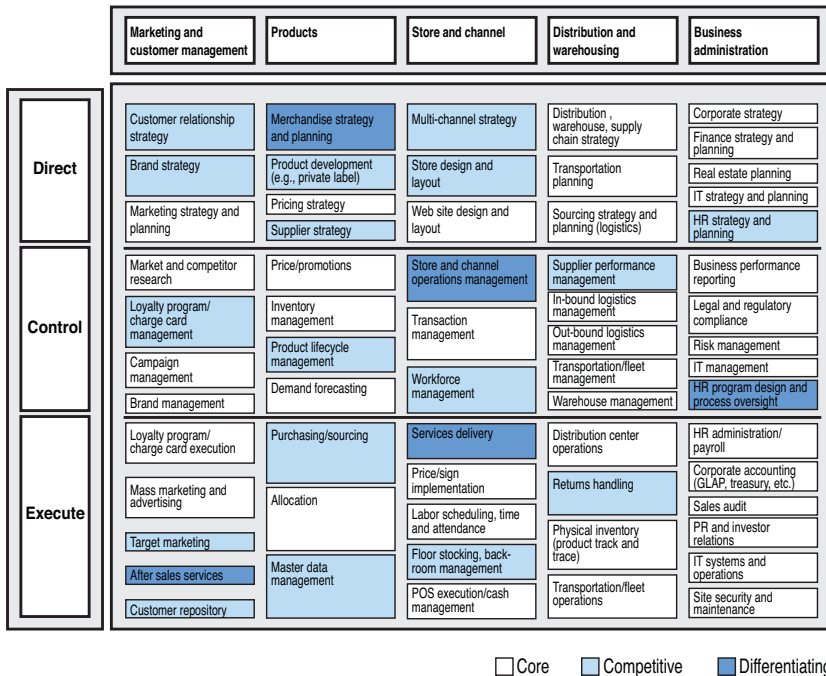 Marketing and
customer management
Products
Store and channel
Distribution and
warehousing
Business
administration
Direct
Customer relationship
strategy
Brand strategy
Marketing strategy and
planning
Merchandise strategy
and planning
Product development
(e.g., private label)
Pricing strategy
Supplier strategy
Multi-channel strategy
Store design and
layout
Web site design and
layout
Distribution ,
warehouse, supply
chain strategy
Transportation
planning
Sourcing strategy and
planning (logistics)
Corporate strategy
Finance strategy and
planning
Real estate planning
IT strategy and planning
HR strategy and
planning
Control
Market and competitor
research
Loyalty program/
charge card
management
Campaign
management
Brand management
Price/promotions
Inventory
management
Product lifecycle
management
Demand forecasting
Store and channel
operations management
Transaction
management
Workforce
management
Supplier performance
management
In-bound logistics
management
Out-bound logistics
management
Transportation/fleet
management
Warehouse management
Business performance
reporting
Legal and regulatory
compliance
Risk management
IT management
HR program design and
process oversight
Execute
Loyalty program/
charge card execution
Mass marketing and
advertising
Target marketing
After sales services
Customer repository
Purchasing/sourcing
Allocation
Master data
management
Services delivery
Price/sign
implementation
Labor scheduling, time
and attendance
Floor stocking, back-
room management
POS execution/cash
management
Distribution center
operations
Returns handling
Physical inventory
(product track and
trace)
Transportation/fleet
operations
HR administration/
payroll
Corporate accounting
(GLAP, treasury, etc.)
Sales audit
PR and investor
relations
IT systems and
operations
Site security and
maintenance
Core
Competitive
Differentiating